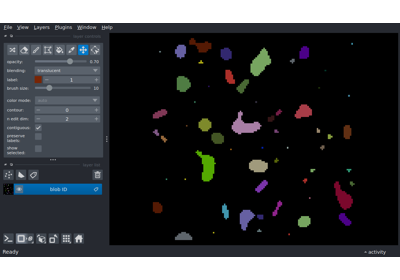 File View Layers Plugins Window Help
opacity: 0.70
blending: translucent
label: 1
brush size: 10
color mode:
contour: 0
n edit dim: 2
contiguous:
preserve
labels:
show
selected:
blob ID
Ready
activity